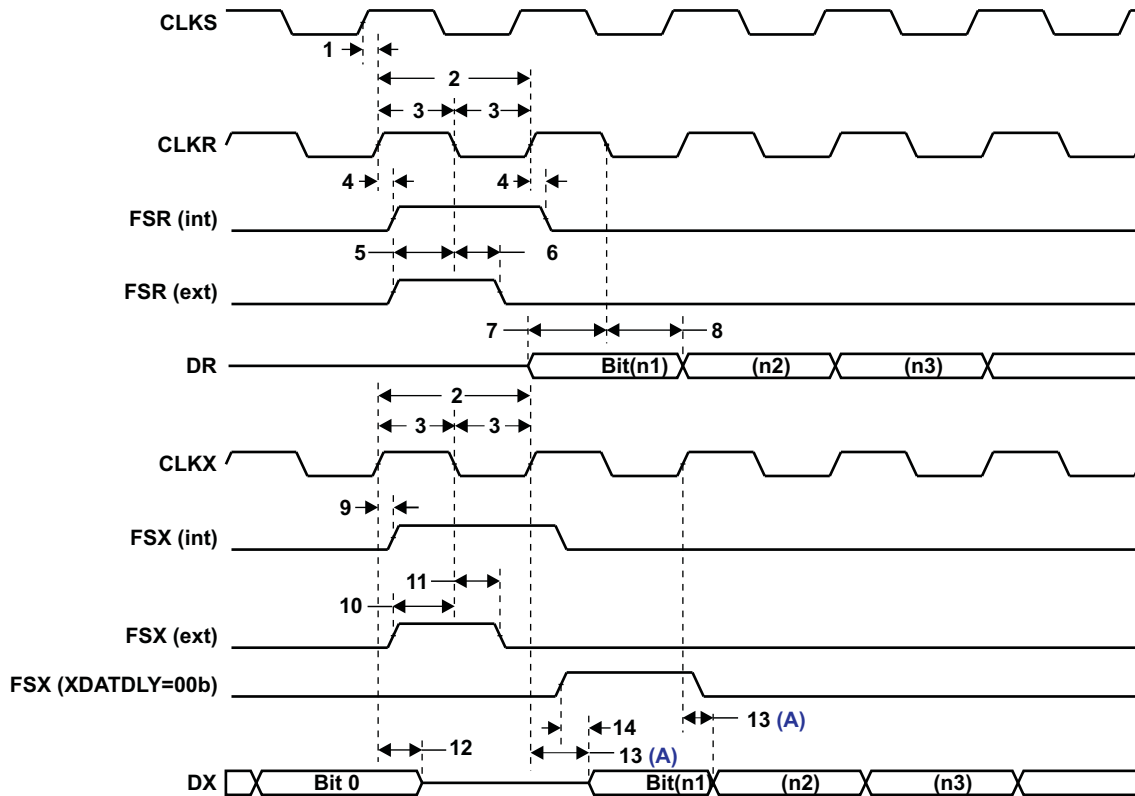 CLKS
1
2
3 3
CLKR
4 4
FSR (int)
5 6
FSR (ext)
7 8
DR Bit(n1) (n2) (n3)
2
3 3
CLKX
9
FSX (int)
11
10
FSX (ext)
FSX (XDATDLY=00b)
13 (A)
14
12 13 (A)
DX Bit 0 Bit(n1) (n2) (n3)